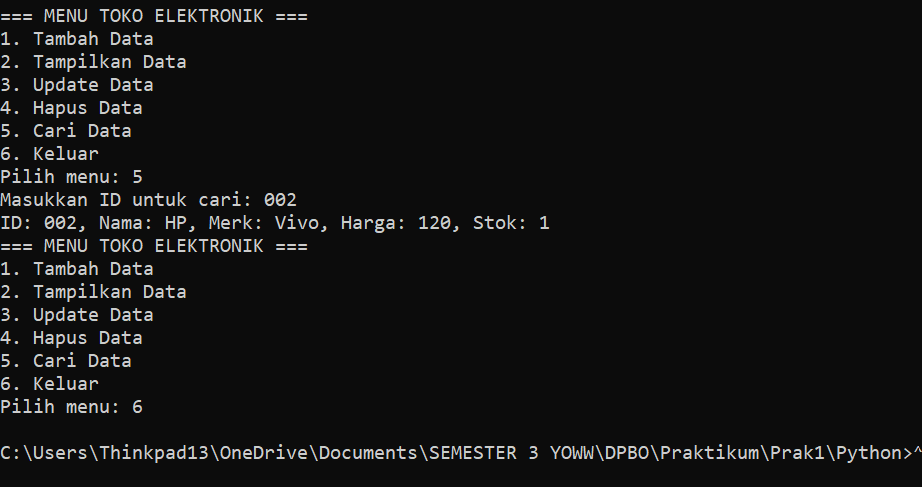 === MENU TOKO ELEKTRONIK ===
1. Tambah Data
2. Tampilkan Data
3. Update Data
4. Hapus Data
5. Cari Data
6. Keluar
Pilih menu: 5
Masukkan ID untuk cari: 002
ID: 002, Nama: HP, Merk: Vivo, Harga: 120, Stok: 1
=== MENU TOKO ELEKTRONIK ===
1. Tambah Data
2. Tampilkan Data
3. Update Data
4. Hapus Data
5. Cari Data
6. Keluar
Pilih menu: 6
C:\Users\Thinkpad13\OneDrive\Documents\SEMESTER 3 YOWW\DPBO\Praktikum\Prak1\Python>^